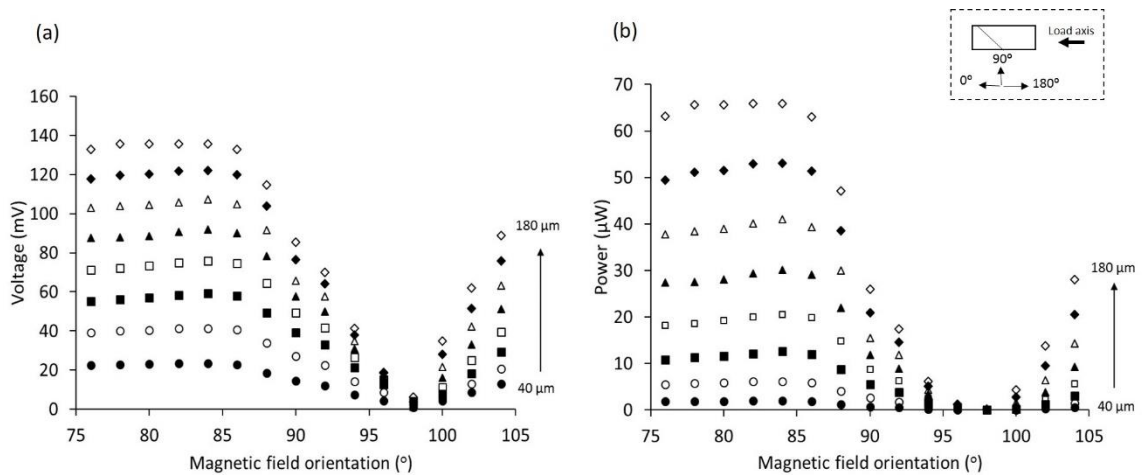 (a)
160
140
120
100
80
60
40
20
0
Voltage (mV)
75 80 85 90 95 100 105
Magnetic field orientation (°)
180 µm
40 µm
(b)
70
60
50
40
30
20
10
0
Power (µW)
75 80 85 90 95 100 105
Magnetic field orientation (°)
180 µm
40 µm
Load axis
90°
0° 180°